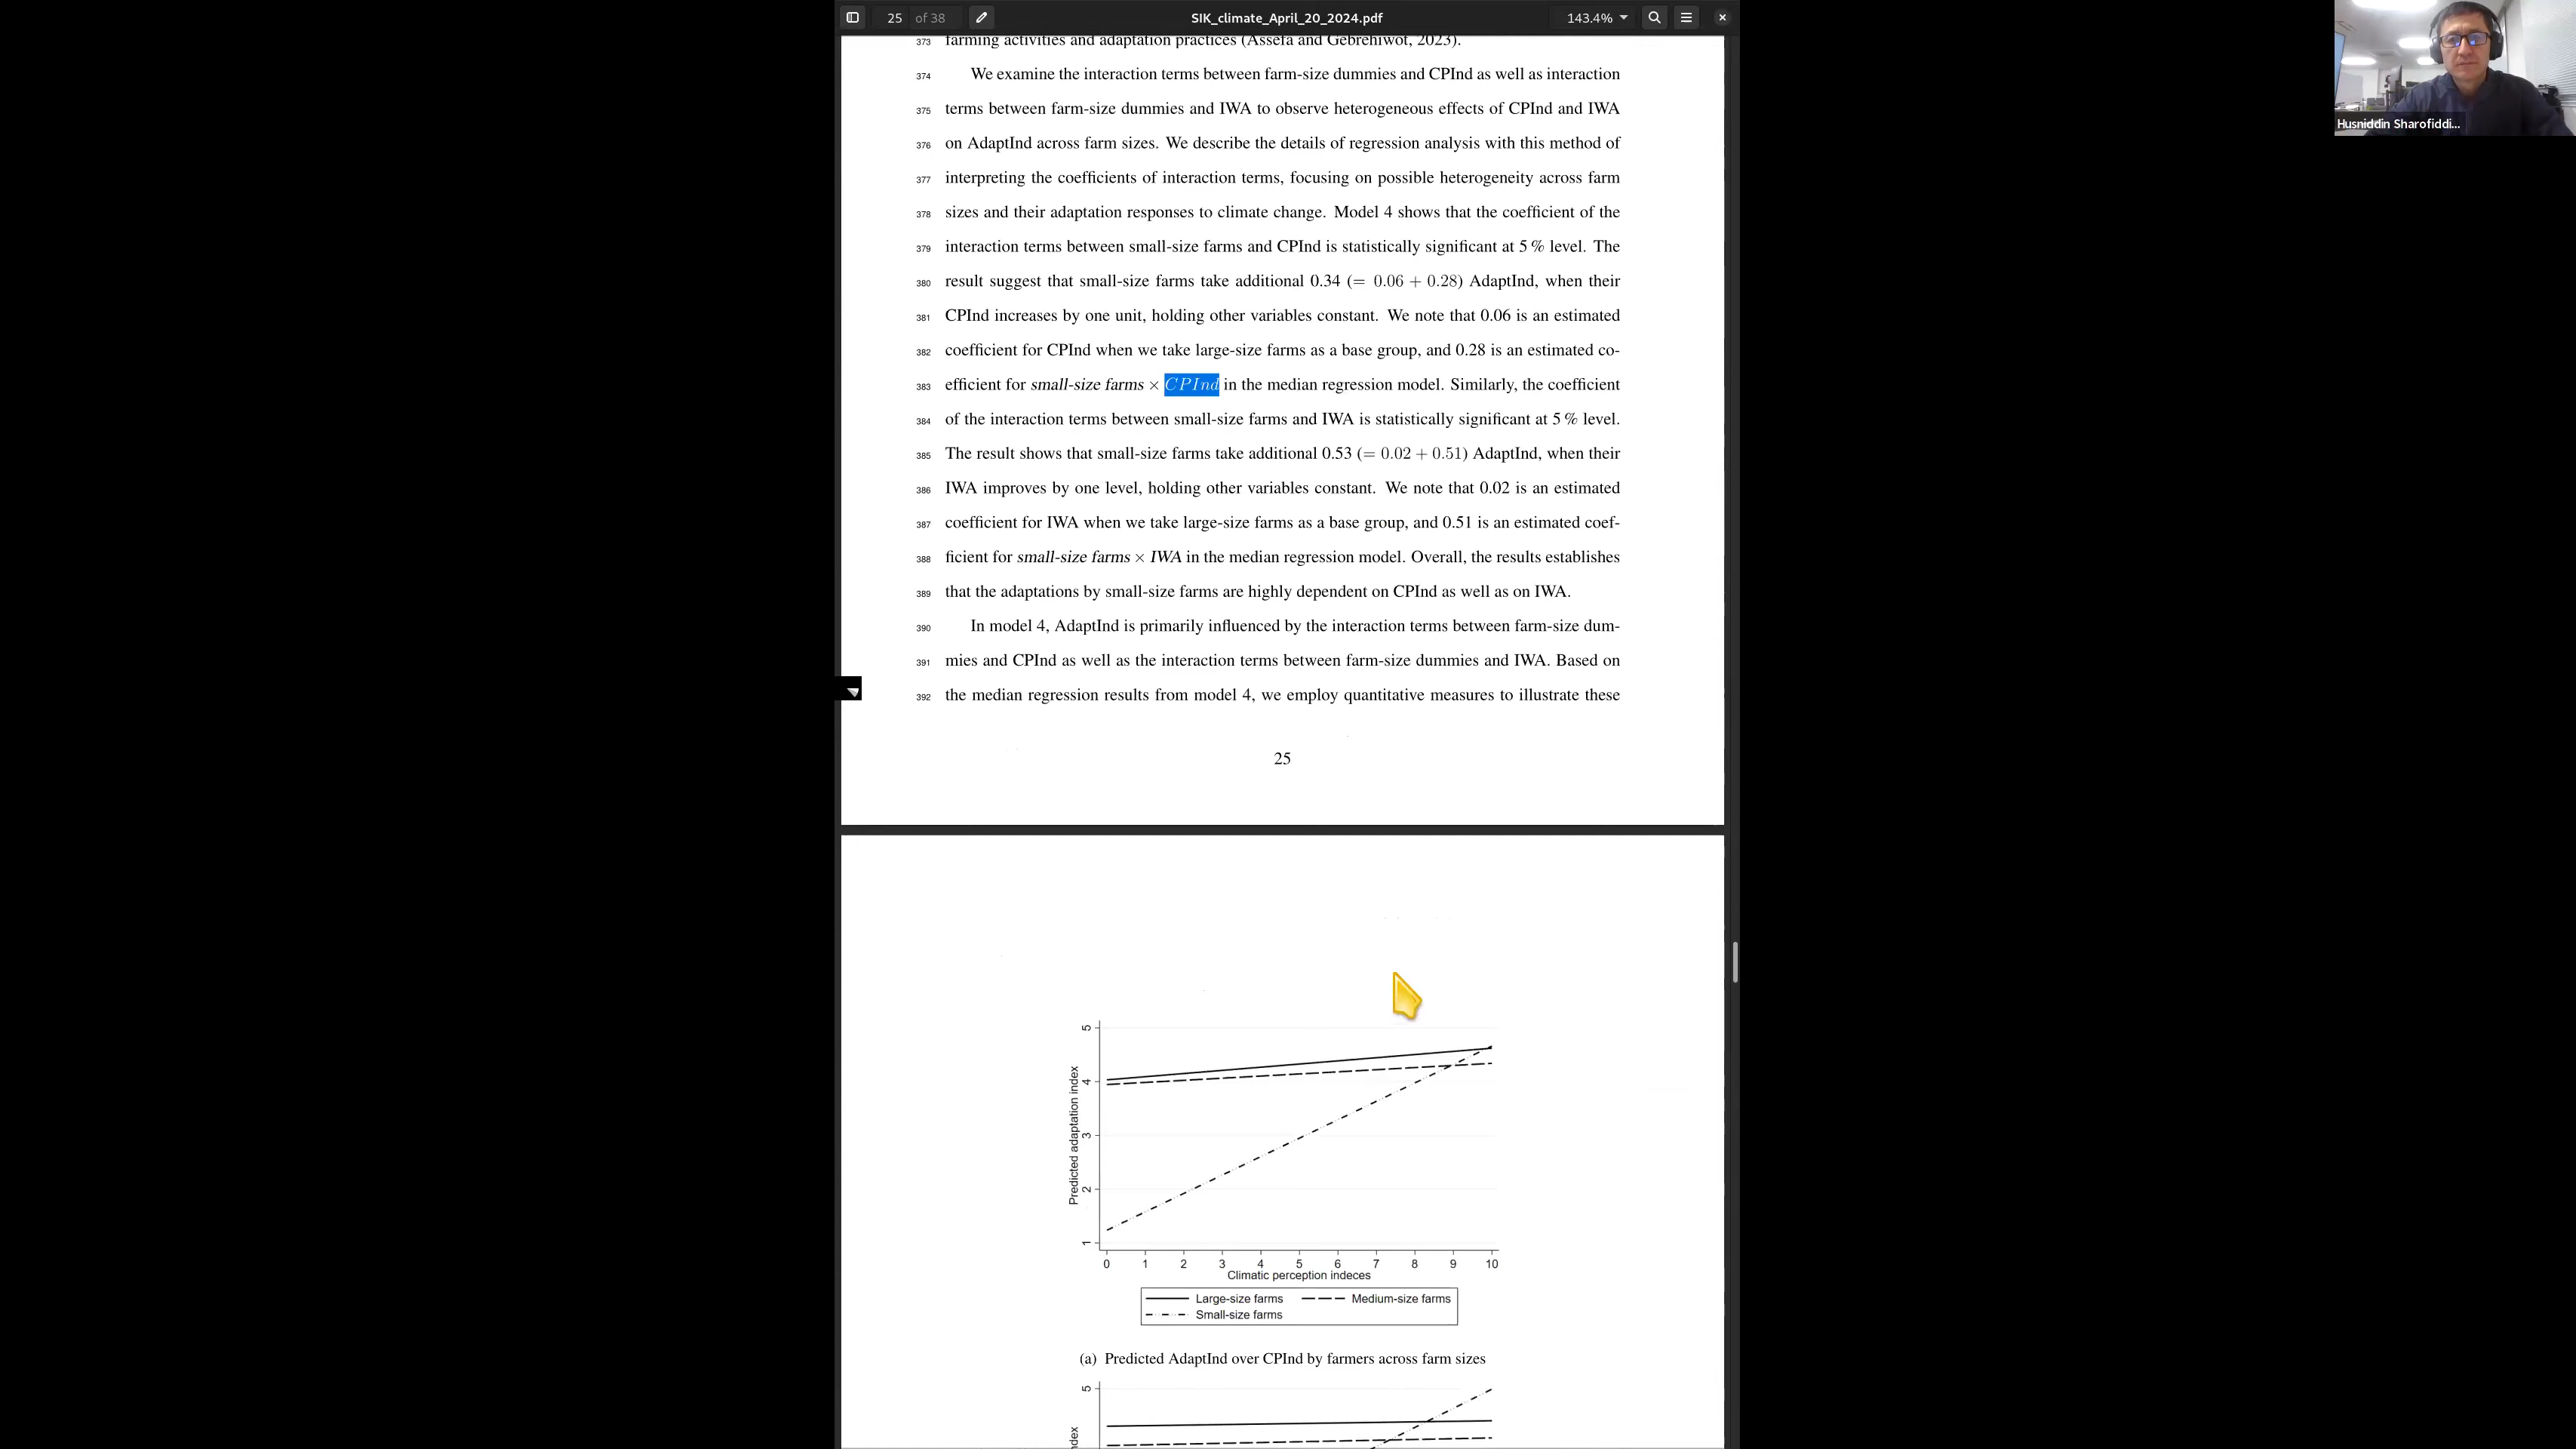 25 of 38
SIK_climate_April_20_2024.pdf
143.4%
Husniddin Sharofiddi...
373 farming activities and adaptation practices (Assefa and Gebrehiwot, 2023).
374 We examine the interaction terms between farm-size dummies and CPInd as well as interaction
375 terms between farm-size dummies and IWA to observe heterogeneous effects of CPInd and IWA
376 on AdaptInd across farm sizes. We describe the details of regression analysis with this method of
377 interpreting the coefficients of interaction terms, focusing on possible heterogeneity across farm
378 sizes and their adaptation responses to climate change. Model 4 shows that the coefficient of the
379 interaction terms between small-size farms and CPInd is statistically significant at 5 % level. The
380 result suggest that small-size farms take additional 0.34 (= 0.06 + 0.28) AdaptInd, when their
381 CPInd increases by one unit, holding other variables constant. We note that 0.06 is an estimated
382 coefficient for CPInd when we take large-size farms as a base group, and 0.28 is an estimated co-
383 efficient for small-size farms × CPInd in the median regression model. Similarly, the coefficient
384 of the interaction terms between small-size farms and IWA is statistically significant at 5 % level.
385 The result shows that small-size farms take additional 0.53 (= 0.02 + 0.51) AdaptInd, when their
386 IWA improves by one level, holding other variables constant. We note that 0.02 is an estimated
387 coefficient for IWA when we take large-size farms as a base group, and 0.51 is an estimated coef-
388 ficient for small-size farms × IWA in the median regression model. Overall, the results establishes
389 that the adaptations by small-size farms are highly dependent on CPInd as well as on IWA.
390 In model 4, AdaptInd is primarily influenced by the interaction terms between farm-size dum-
391 mies and CPInd as well as the interaction terms between farm-size dummies and IWA. Based on
392 the median regression results from model 4, we employ quantitative measures to illustrate these
25
Predicted adaptation index
5
4
3
2
1
0 1 2 3 4 5 6 7 8 9 10
Climatic perception indeces
Large-size farms Medium-size farms
Small-size farms
(a) Predicted AdaptInd over CPInd by farmers across farm sizes
5